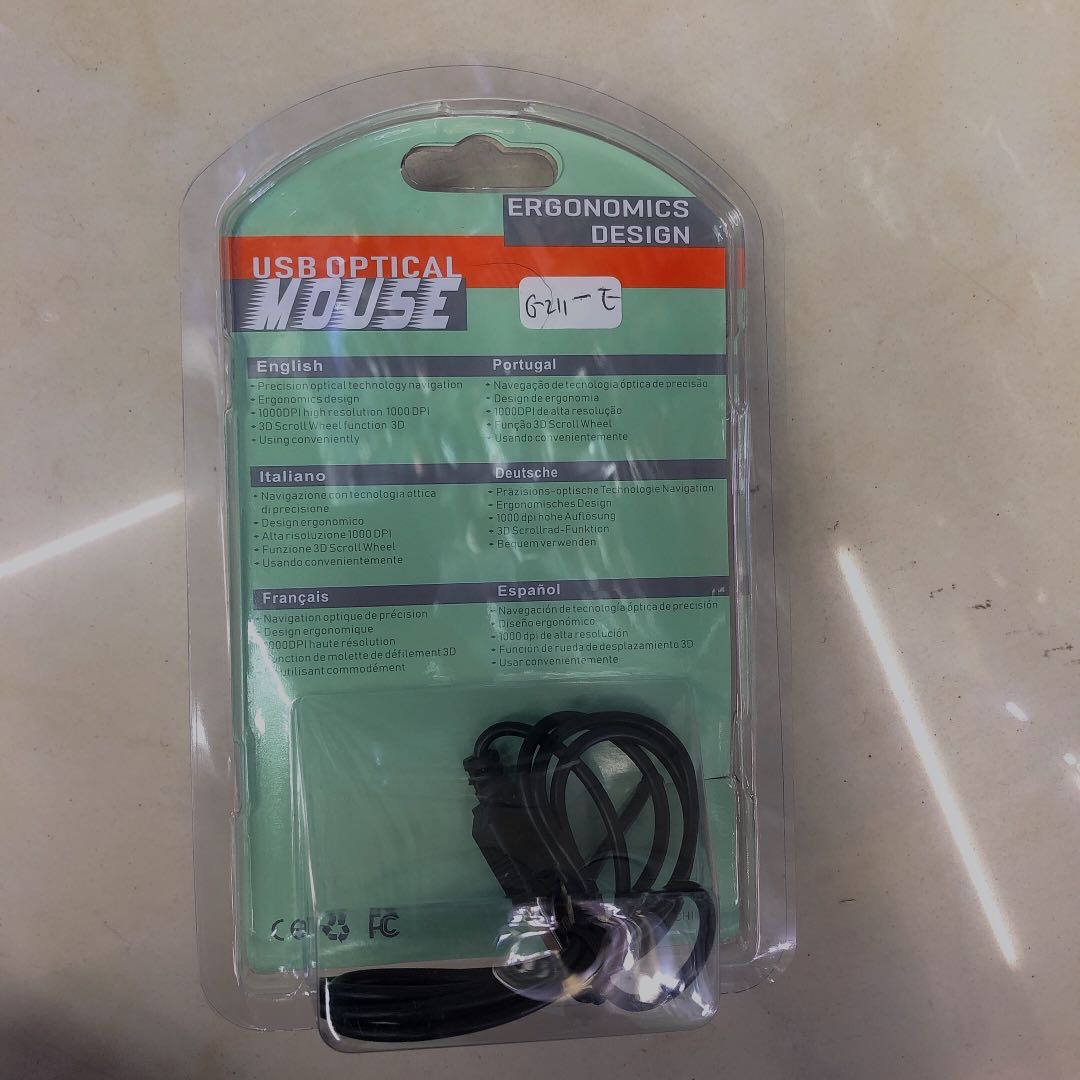 ERGONOMICS
DESIGN
USB OPTICAL
MOUSE
G-211-E
English
Precision optical technology navigation
Ergonomics design
1000DPI high resolution 1000 DPI
3D Scroll Wheel function 3D
Using conveniently
Portugal
Navegação de tecnologia óptica de precisão
Design de ergonomia
1000DPI de alta resolução
Função 3D Scroll Wheel
Usando convenientemente
Italiano
Navigazione con tecnologia ottica
di precisione
Design ergonomico
Alta risoluzione 1000 DPI
Funzione 3D Scroll Wheel
Usando convenientemente
Deutsche
Präzisions-optische Technologie Navigation
Ergonomisches Design
1000 dpi hohe Auflösung
3D Scrollrad-Funktion
Bequem verwenden
Français
Navigation optique de précision
Design ergonomique
1000DPI haute résolution
Fonction de molette de défilement 3D
utilisant commodément
Español
Navegación de tecnología óptica de precisión
Diseño ergonómico
1000 dpi de alta resolución
Función de rueda de desplazamiento 3D
Usar convenientemente
CE FC